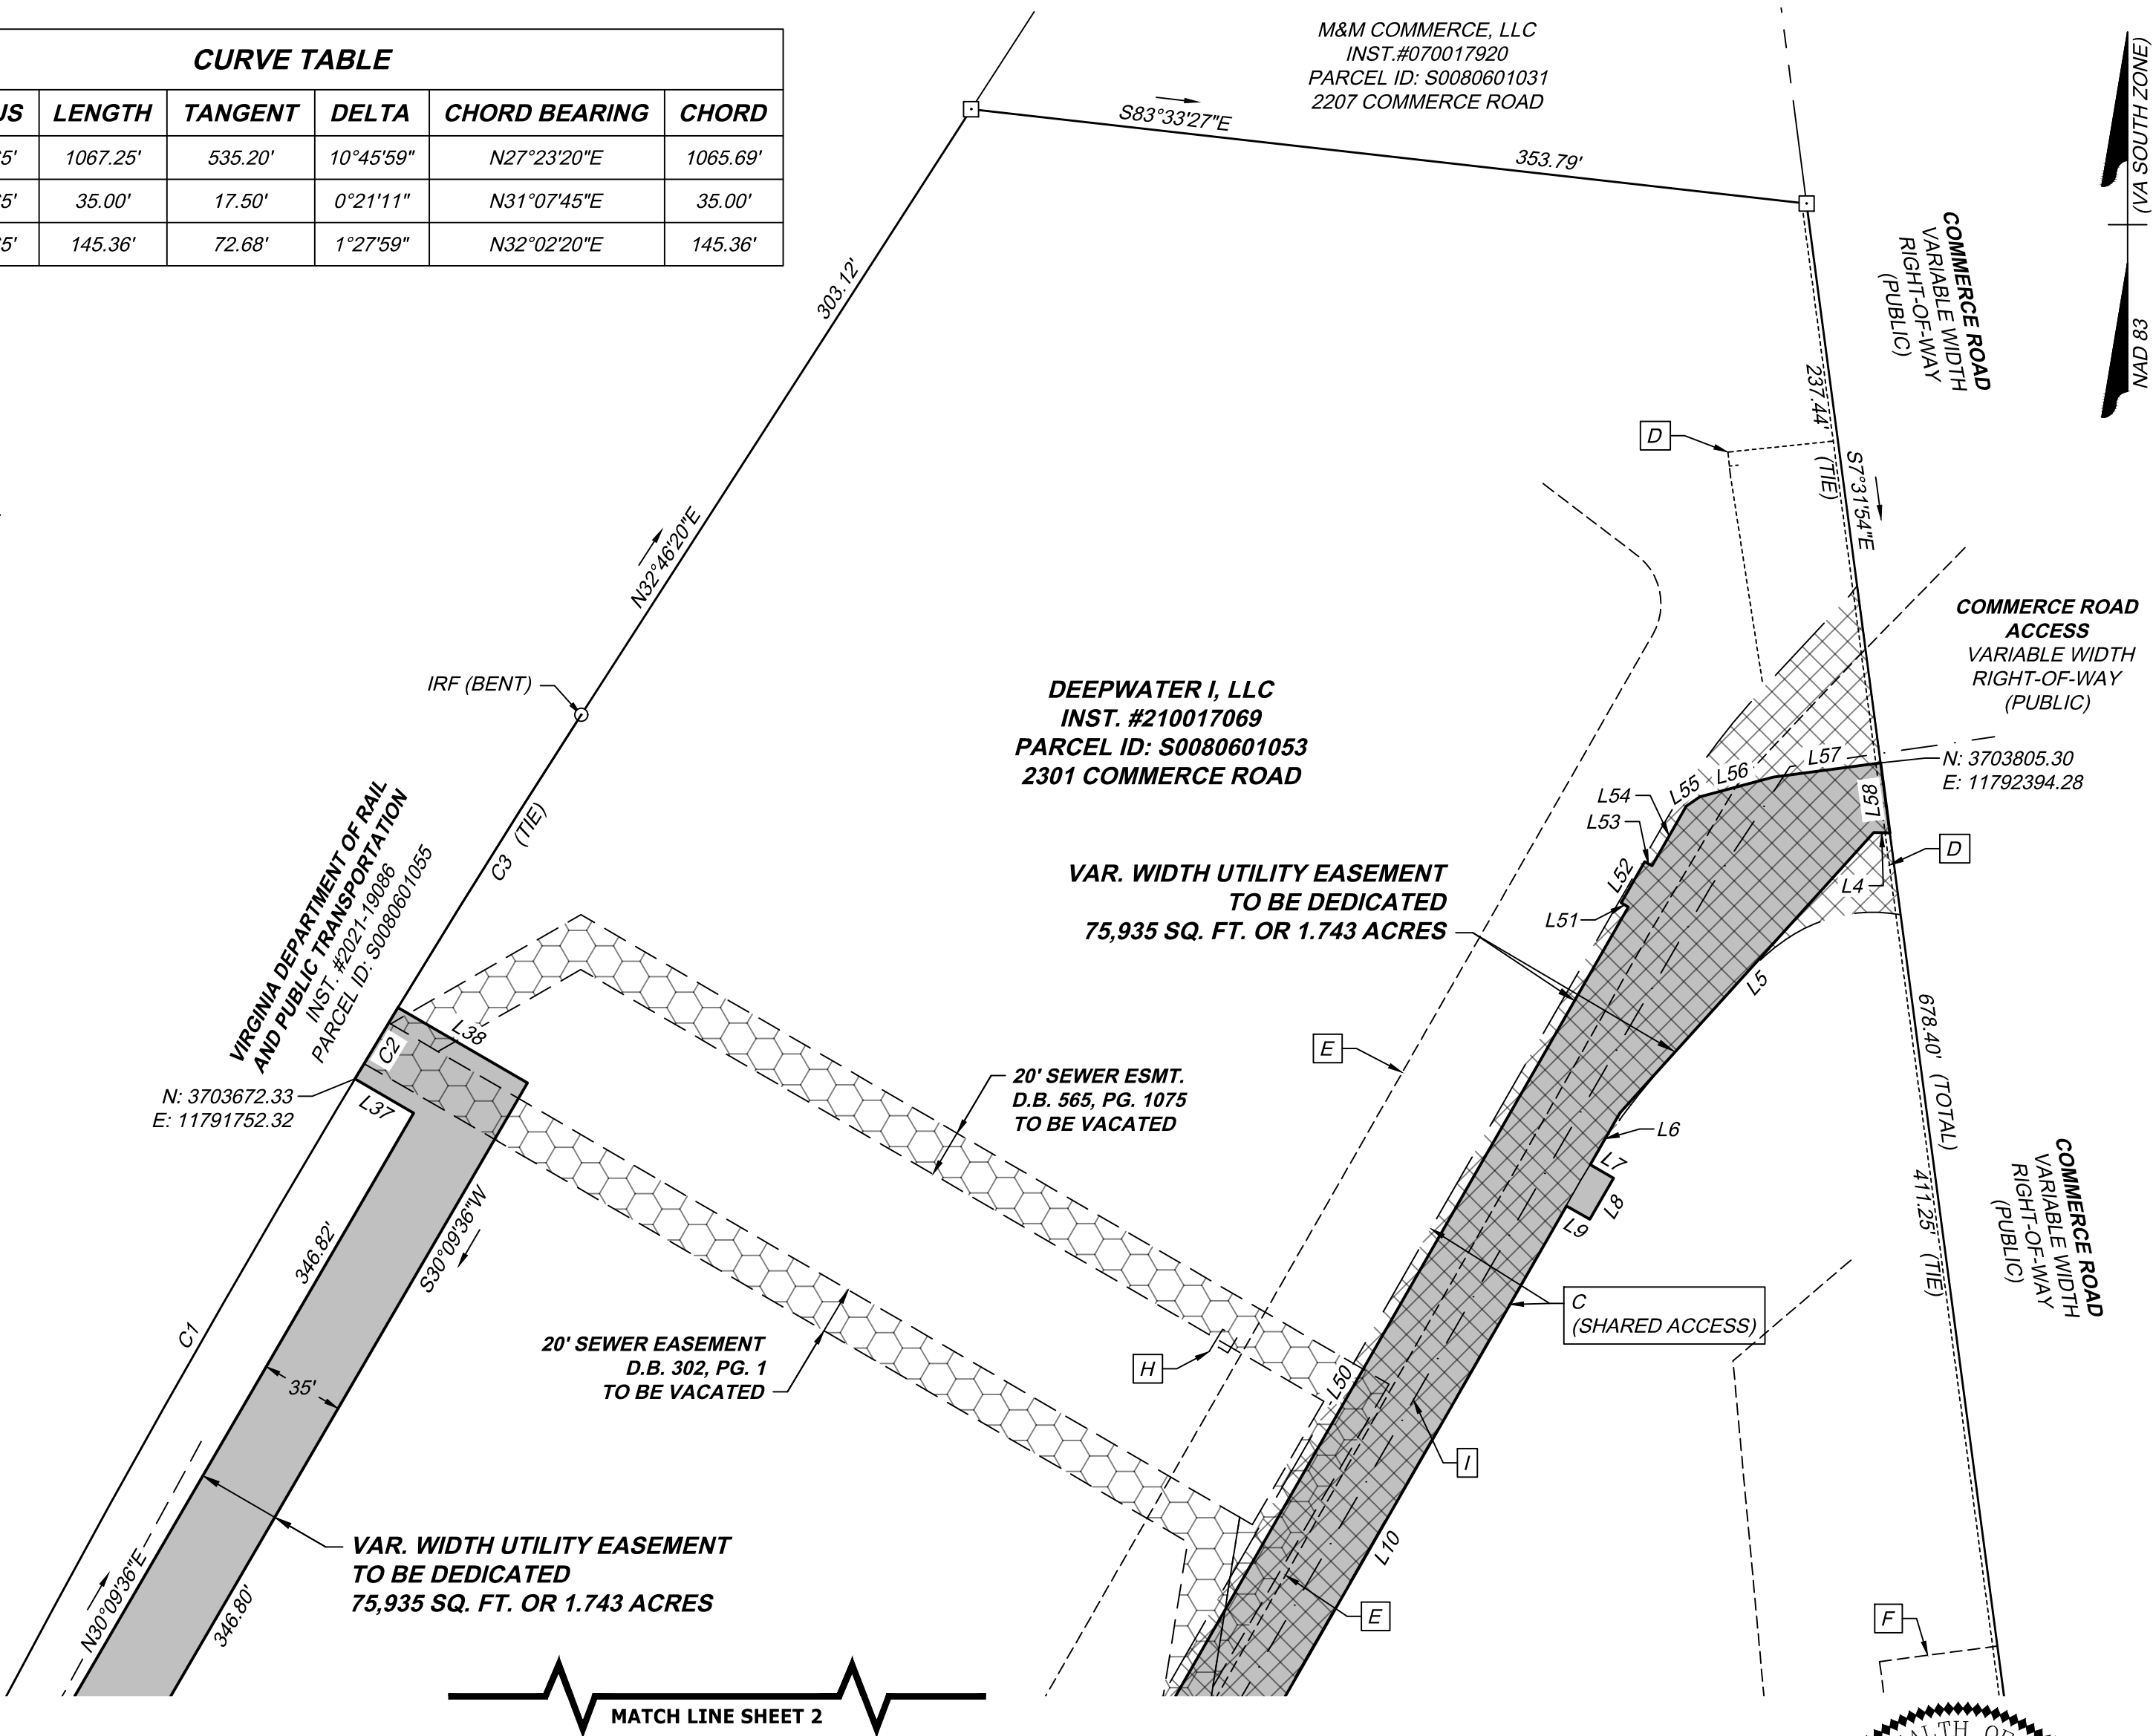 CURVE TABLE
US LENGTH TANGENT DELTA CHORD BEARING CHORD
5' 1067.25' 535.20' 10°45'59" N27°23'20"E 1065.69'
5' 35.00' 17.50' 0°21'11" N31°07'45"E 35.00'
5' 145.36' 72.68' 1°27'59" N32°02'20"E 145.36'
M&M COMMERCE, LLC
INST.#070017920
PARCEL ID: S0080601031
2207 COMMERCE ROAD
S83°33'27"E
353.79'
(VA SOUTH ZONE)
NAD 83
303.12'
N32°46'20"E
COMMERCE ROAD
VARIABLE WIDTH
RIGHT-OF-WAY
(PUBLIC)
237.44' (TIE)
S7°31'54"E
D
COMMERCE ROAD
ACCESS
VARIABLE WIDTH
RIGHT-OF-WAY
(PUBLIC)
N: 3703805.30
E: 11792394.28
IRF (BENT)
DEEPWATER I, LLC
INST. #210017069
PARCEL ID: S0080601053
2301 COMMERCE ROAD
L57
L56
L55
L54
L53
L52
L51
L58
D
L4
L5
VAR. WIDTH UTILITY EASEMENT
TO BE DEDICATED
75,935 SQ. FT. OR 1.743 ACRES
C3 (TIE)
VIRGINIA DEPARTMENT OF RAIL
AND PUBLIC TRANSPORTATION
INST. #2021-19086
PARCEL ID: S0080601055
C2
L38
N: 3703672.33
E: 11791752.32
L37
E
20' SEWER ESMT.
D.B. 565, PG. 1075
TO BE VACATED
678.40' (TOTAL)
411.25' (TIE)
L6
L7
L8
L9
COMMERCE ROAD
VARIABLE WIDTH
RIGHT-OF-WAY
(PUBLIC)
346.82'
S30°09'36"W
C
(SHARED ACCESS)
C1
20' SEWER EASEMENT
D.B. 302, PG. 1
TO BE VACATED
H
L50
35'
I
L10
VAR. WIDTH UTILITY EASEMENT
TO BE DEDICATED
75,935 SQ. FT. OR 1.743 ACRES
N30°09'36"E
346.80'
E
F
MATCH LINE SHEET 2
ALTH OF